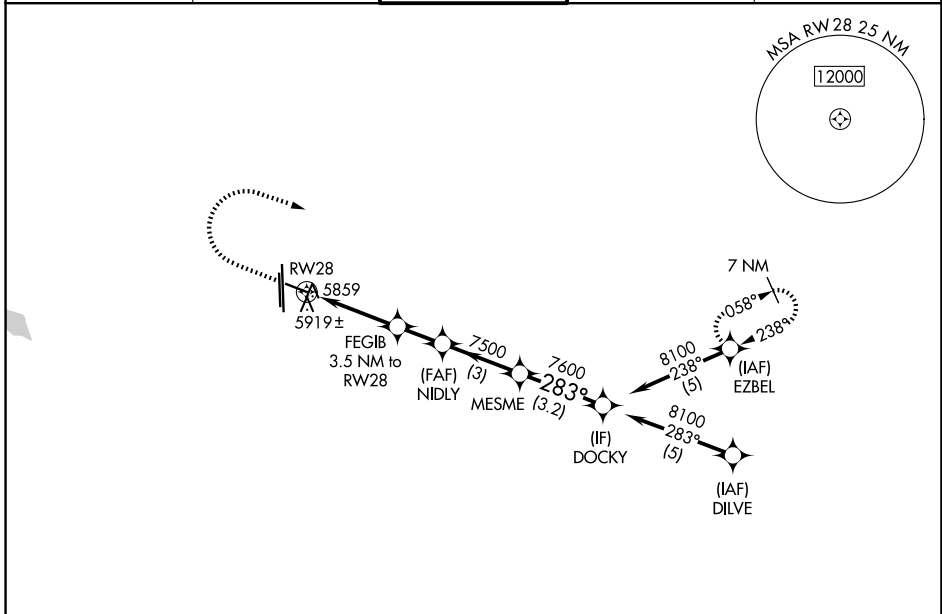 MSA RW 28 25 NM
12000
RW28
5859
5919±
FEGIB
3.5 NM to
RW28
(FAF)
NIDLY
7500
(3)
MESME
7600
283°
(3.2)
(IF)
DOCKY
8100
238°
(5)
7 NM
058°
238°
(IAF)
EZBEL
8100
283°
(5)
(IAF)
DILVE